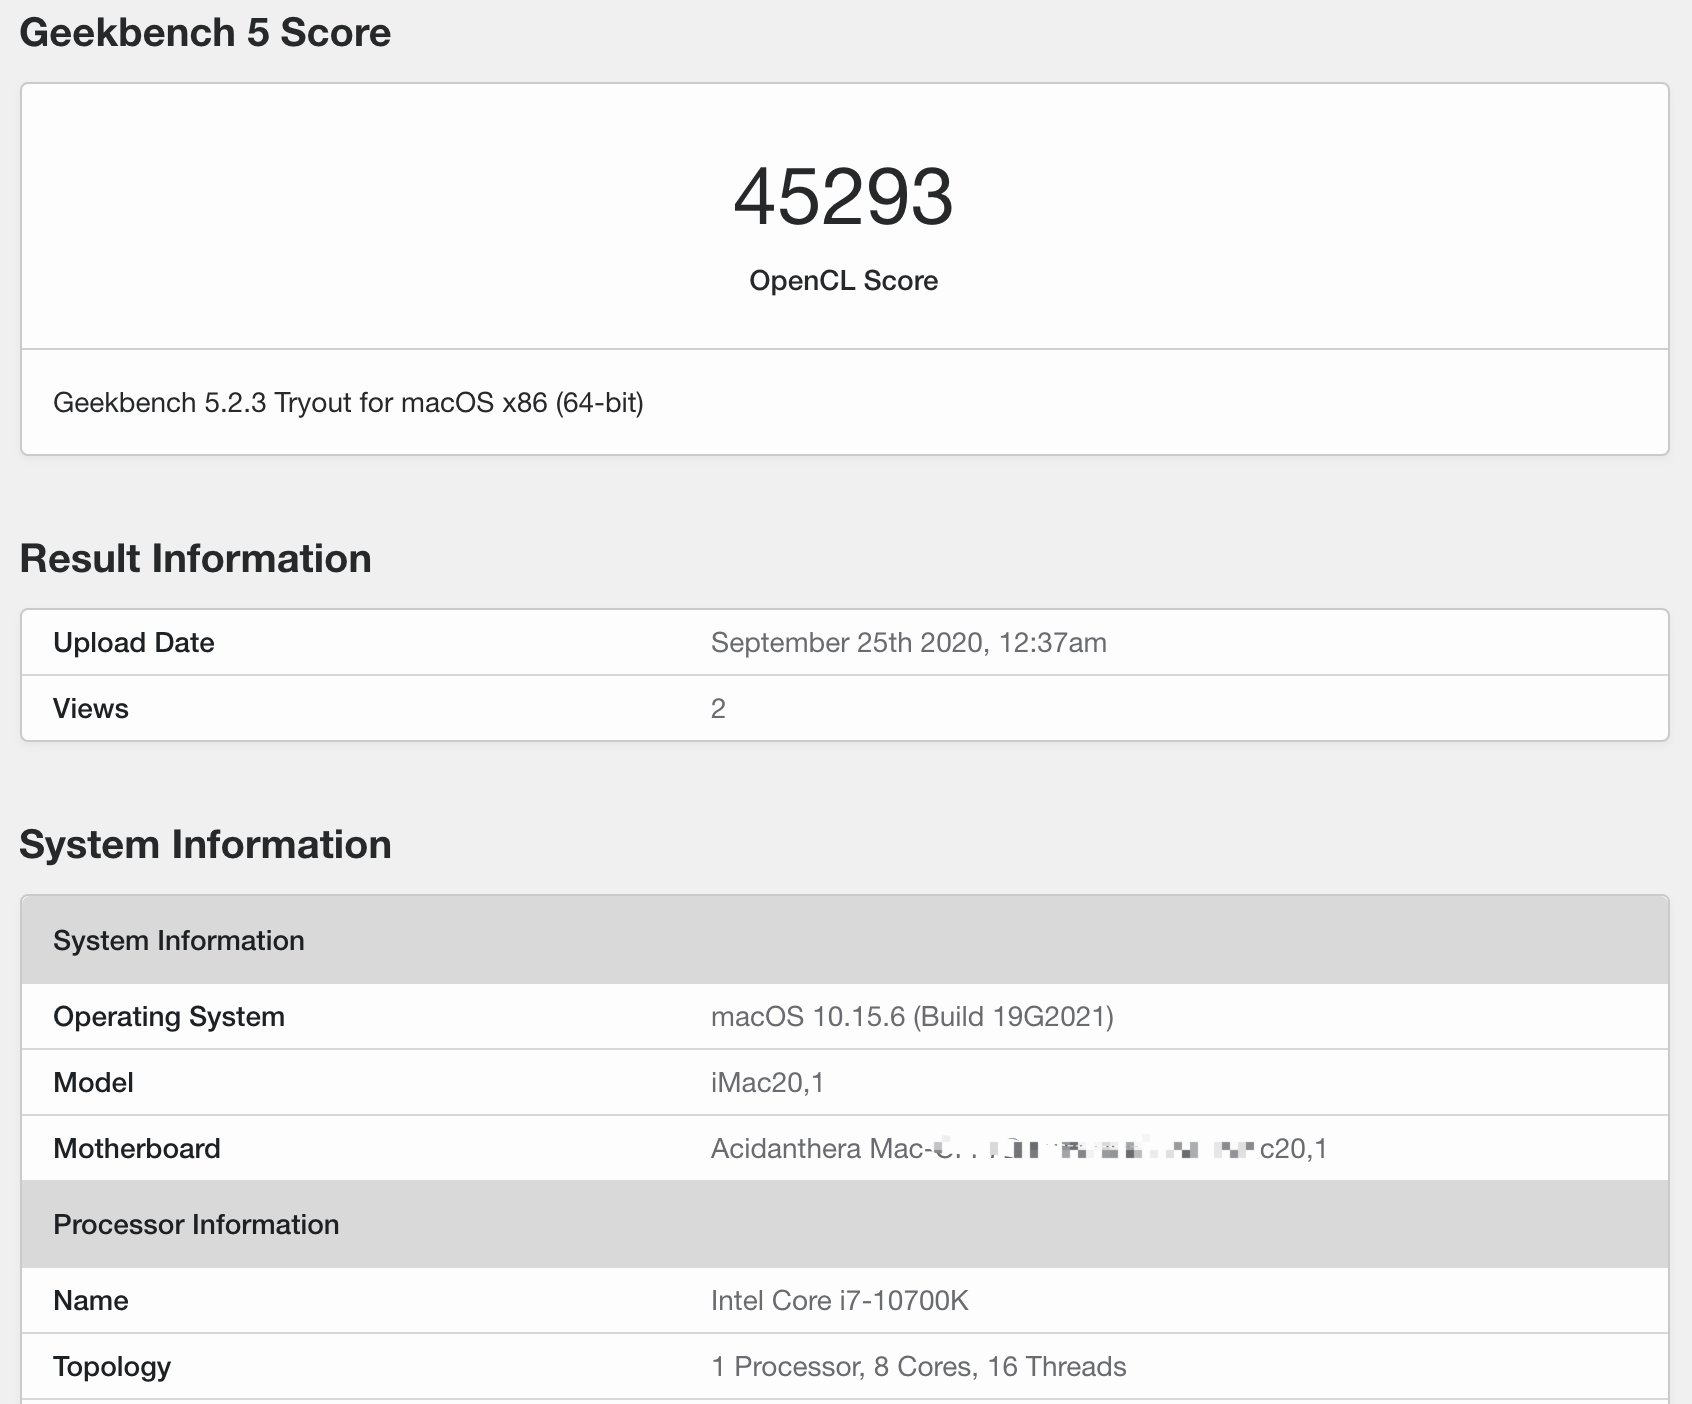 Geekbench 5 Score
45293
OpenCL Score
Geekbench 5.2.3 Tryout for macOS x86 (64-bit)
Result Information
Upload Date September 25th 2020, 12:37am
Views 2
System Information
System Information
Operating System macOS 10.15.6 (Build 19G2021)
Model iMac20,1
Motherboard Acidanthera Mac- c20,1
Processor Information
Name Intel Core i7-10700K
Topology 1 Processor, 8 Cores, 16 Threads